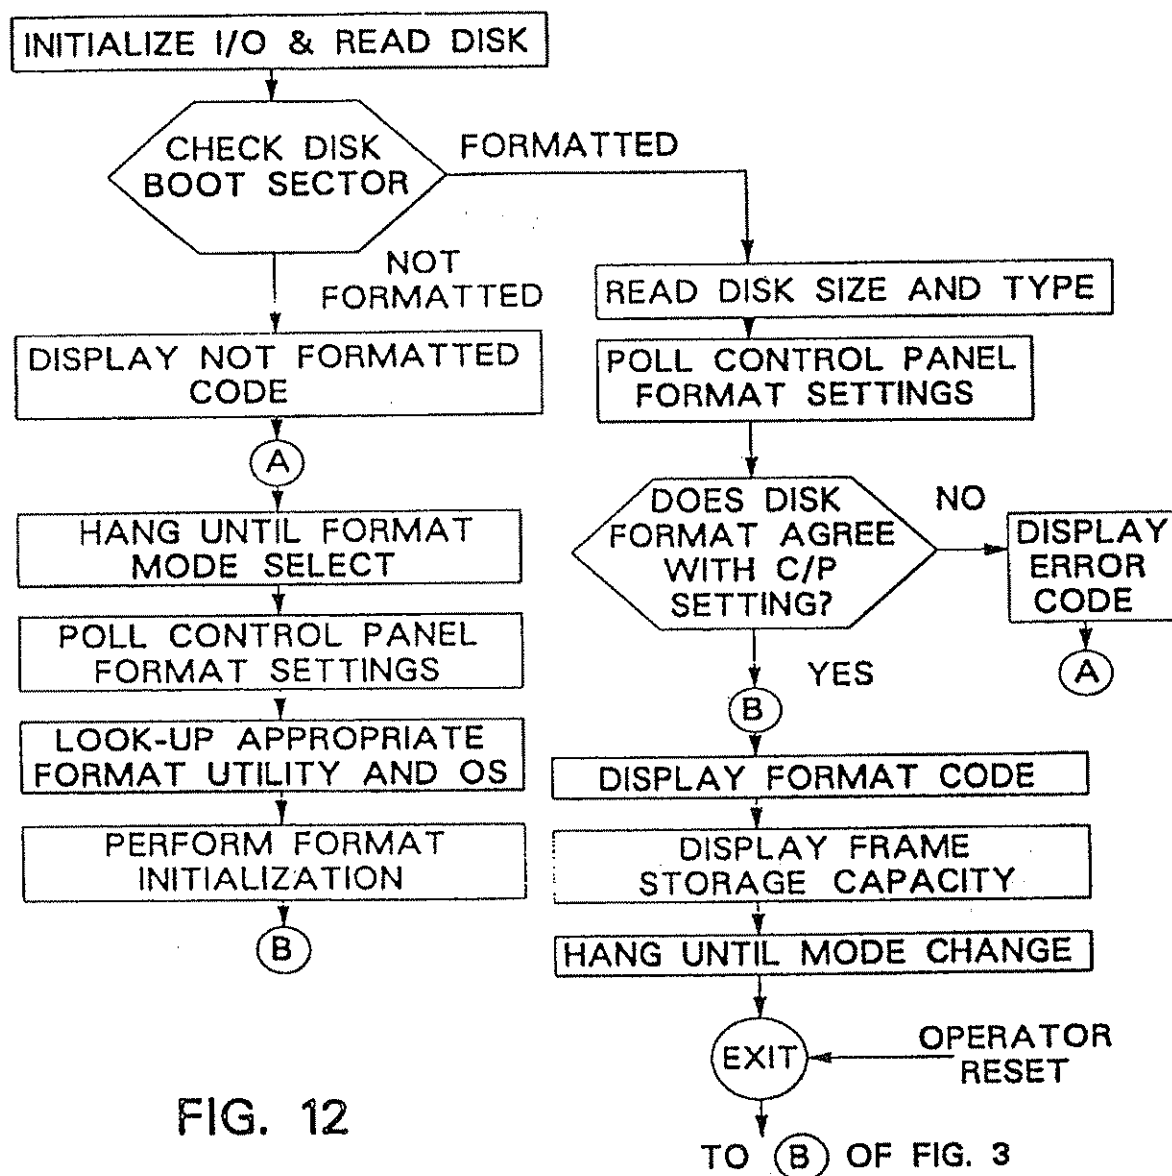 INITIALIZE I/O & READ DISK
CHECK DISK
BOOT SECTOR
FORMATTED
NOT
FORMATTED
DISPLAY NOT FORMATTED
CODE
A
HANG UNTIL FORMAT
MODE SELECT
POLL CONTROL PANEL
FORMAT SETTINGS
LOOK-UP APPROPRIATE
FORMAT UTILITY AND OS
PERFORM FORMAT
INITIALIZATION
B
READ DISK SIZE AND TYPE
POLL CONTROL PANEL
FORMAT SETTINGS
DOES DISK
FORMAT AGREE
WITH C/P
SETTING?
NO
DISPLAY
ERROR
CODE
A
YES
B
DISPLAY FORMAT CODE
DISPLAY FRAME
STORAGE CAPACITY
HANG UNTIL MODE CHANGE
EXIT
OPERATOR
RESET
TO B OF FIG. 3
FIG. 12